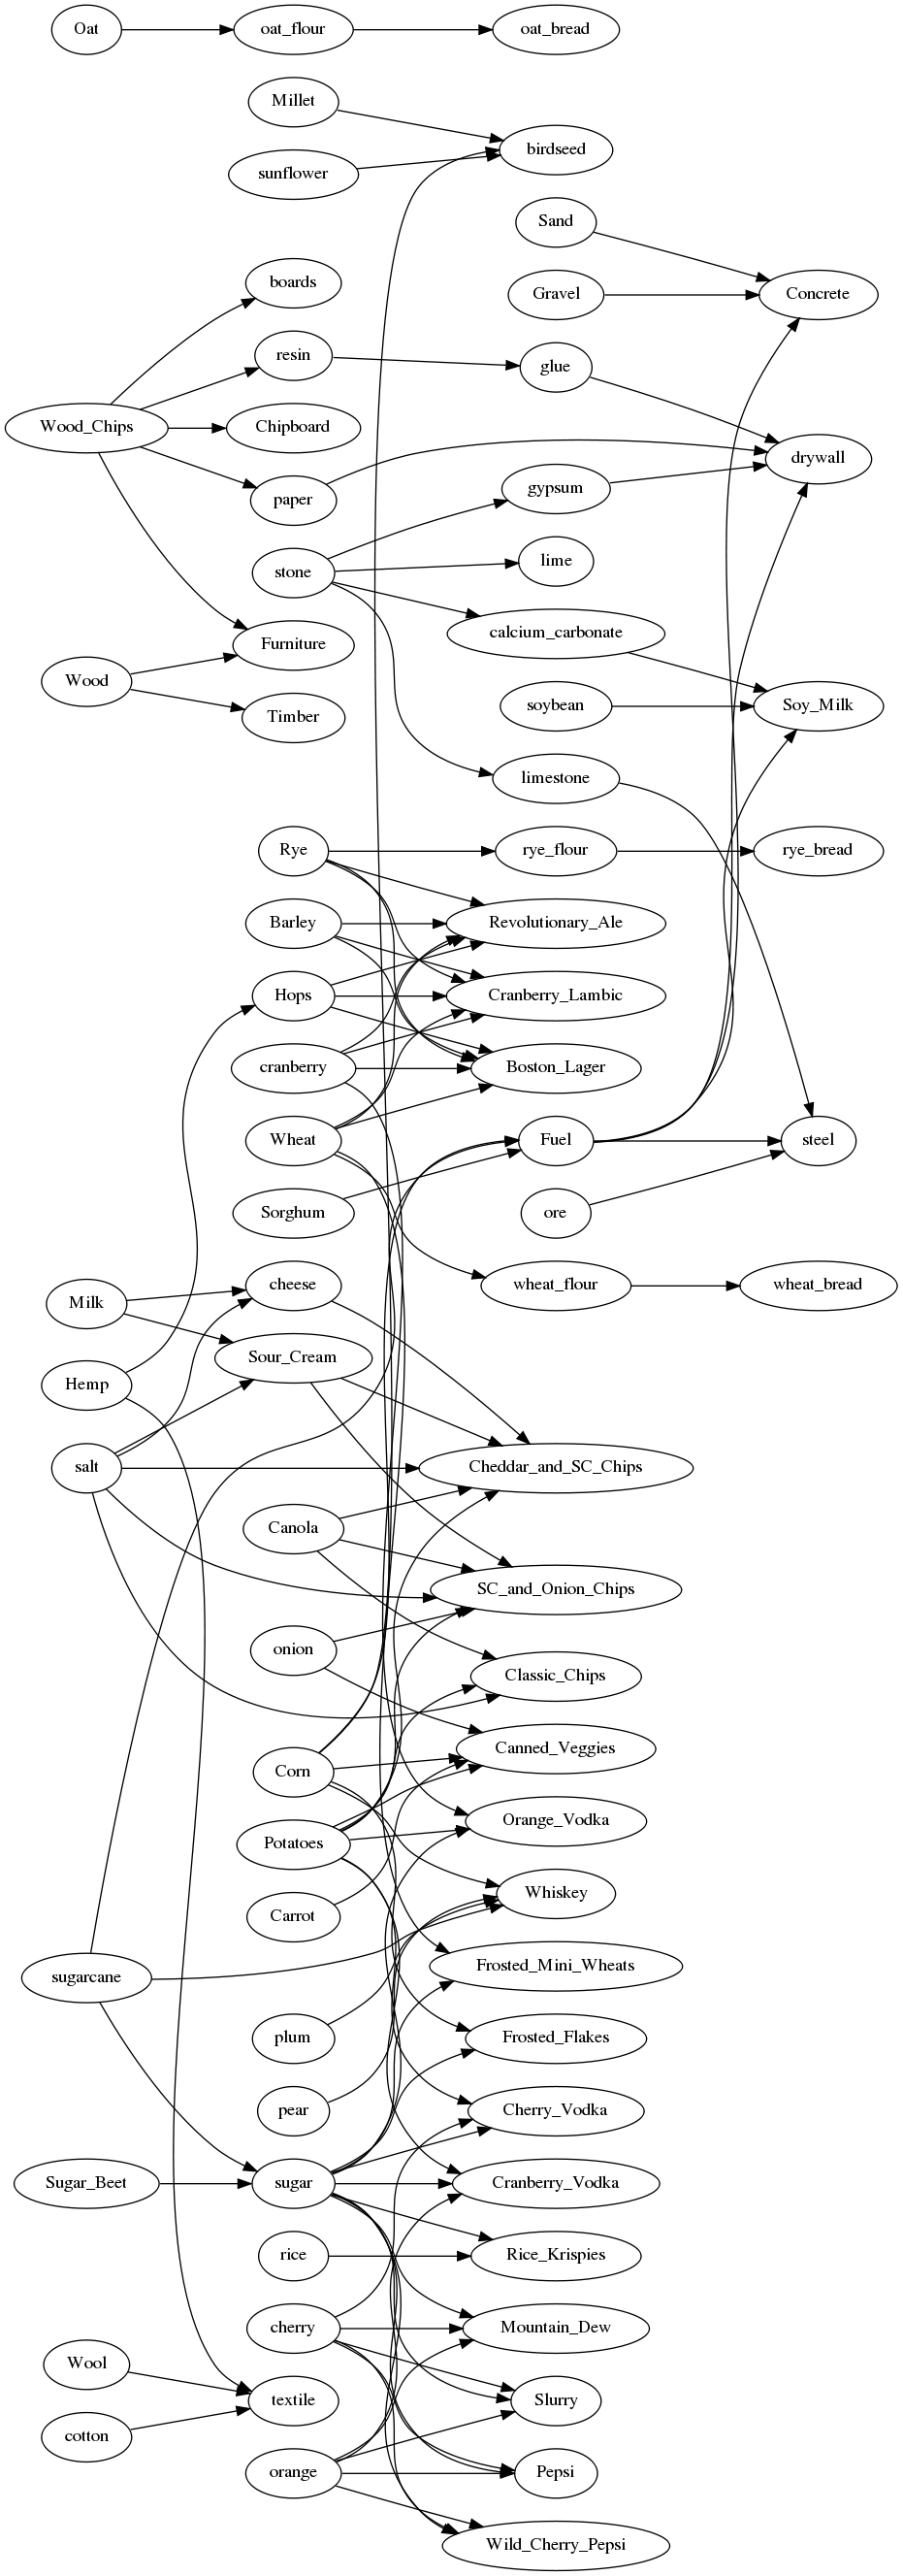 Oat
oat_flour
oat_bread
Millet
birdseed
sunflower
Sand
boards
Gravel
Concrete
resin
glue
Wood_Chips
Chipboard
drywall
paper
gypsum
stone
lime
calcium_carbonate
Furniture
Wood
soybean
Soy_Milk
Timber
limestone
Rye
rye_flour
rye_bread
Barley
Revolutionary_Ale
Hops
Cranberry_Lambic
cranberry
Boston_Lager
Wheat
Fuel
steel
Sorghum
ore
cheese
wheat_flour
wheat_bread
Milk
Sour_Cream
Hemp
salt
Cheddar_and_SC_Chips
Canola
SC_and_Onion_Chips
onion
Classic_Chips
Canned_Veggies
Corn
Orange_Vodka
Potatoes
Whiskey
Carrot
Frosted_Mini_Wheats
sugarcane
plum
Frosted_Flakes
pear
Cherry_Vodka
Sugar_Beet
sugar
Cranberry_Vodka
rice
Rice_Krispies
cherry
Mountain_Dew
Wool
textile
Slurry
cotton
orange
Pepsi
Wild_Cherry_Pepsi